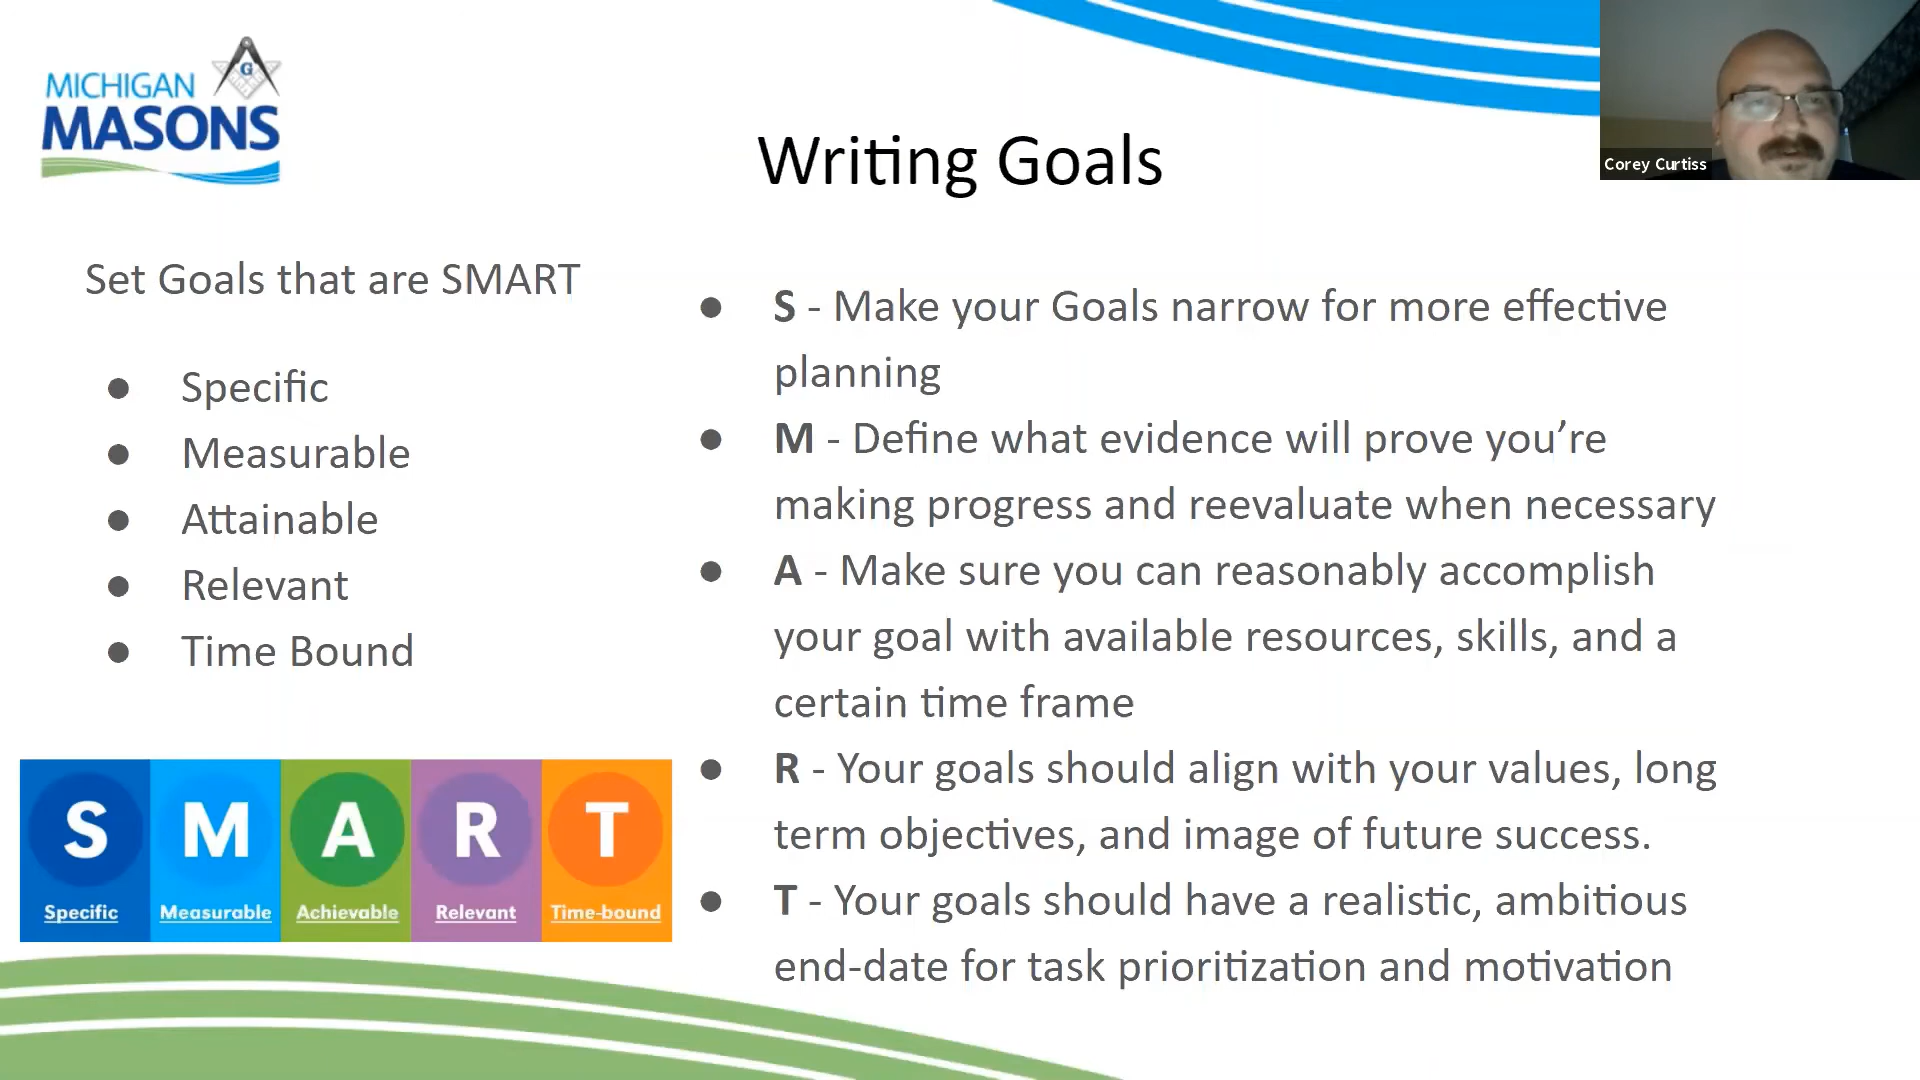 MICHIGAN
G
MASONS
Corey Curtiss
Writing Goals
Set Goals that are SMART
● Specific
● Measurable
● Attainable
● Relevant
● Time Bound
S M A R T
Specific Measurable Achievable Relevant Time-bound
● S - Make your Goals narrow for more effective
planning
● M - Define what evidence will prove you’re
making progress and reevaluate when necessary
● A - Make sure you can reasonably accomplish
your goal with available resources, skills, and a
certain time frame
● R - Your goals should align with your values, long
term objectives, and image of future success.
● T - Your goals should have a realistic, ambitious
end-date for task prioritization and motivation